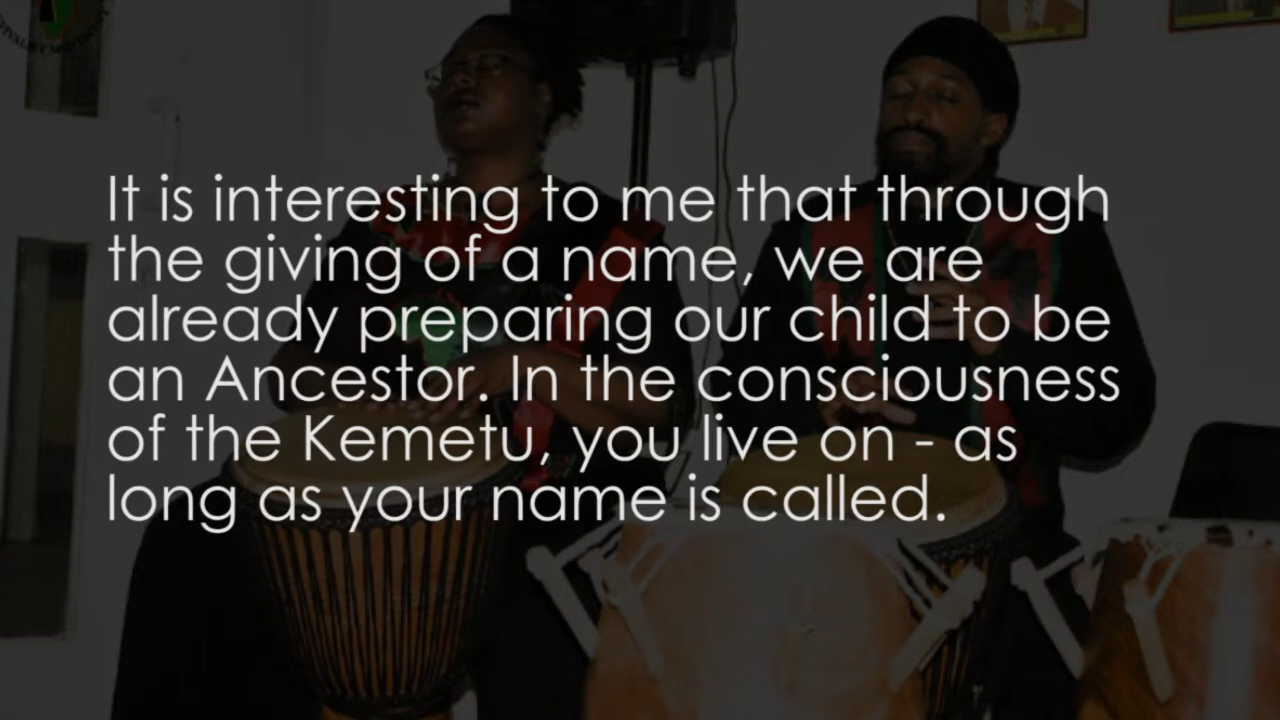 It is interesting to me that through
the giving of a name, we are
already preparing our child to be
an Ancestor. In the consciousness
of the Kemetu, you live on - as
long as your name is called.